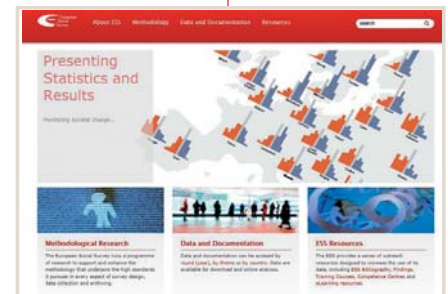 European
Social
Survey
About ESS Methodology Data and Documentation Resources
search
Presenting
Statistics and
Results
Monitoring societal change...
Methodological Research
The European Social Survey runs a programme
of research to support and enhance the
methodology that underpins the high standards
it pursues in every aspect of survey design,
data collection and archiving.
Data and Documentation
Data and documentation can be accessed by
round (year), by theme or by country. Data are
available for download and online analysis.
ESS Resources
The ESS provides a series of outreach
resources designed to increase the use of its
data, including ESS Bibliography, Findings,
Training Courses, Competence Centres and
eLearning resources.